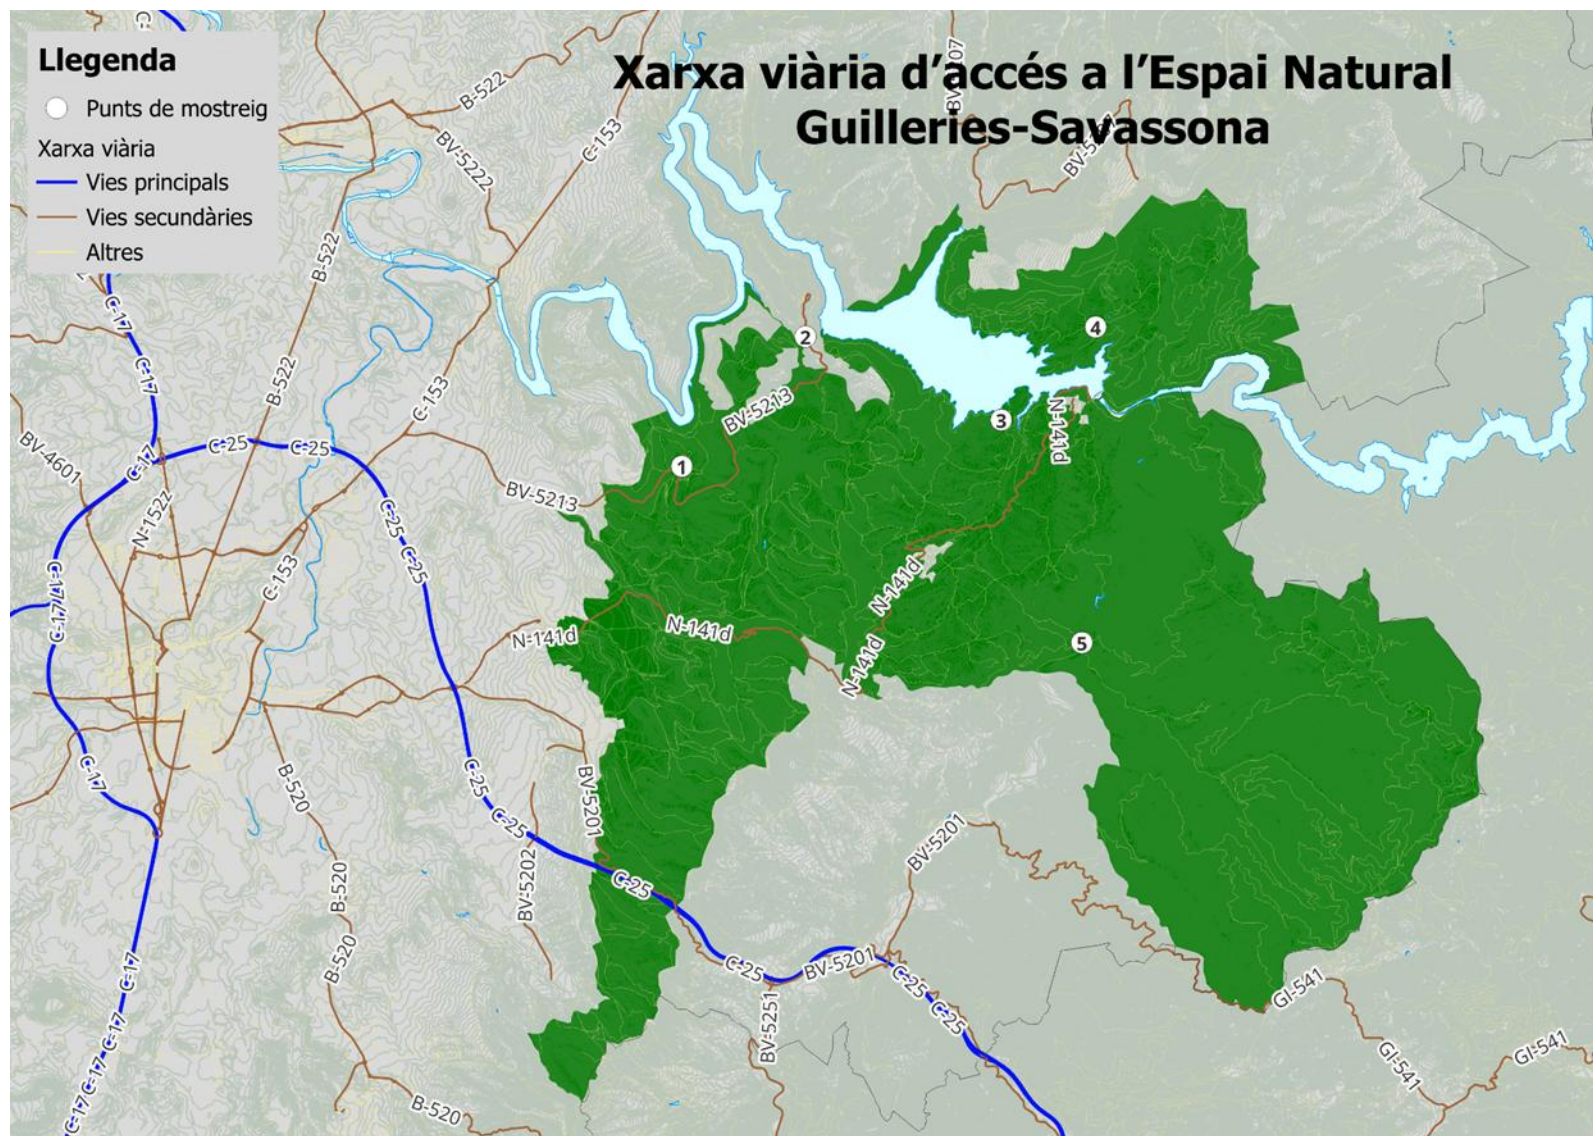 Xarxa viària d’accés a l’Espai Natural
Guilleries-Savassona
Llegenda
Punts de mostreig
Xarxa viària
Vies principals
Vies secundàries
Altres
B-522
BV-5222
C-153
B-522
C-17
C-17
B-522
C-153
BV-4601
C-17
C-25
C-25
N-152z
BV-5213
BV-5213
C-25
C-25
C-153
C-17
C-17
N-141d
N-141d
N-141d
N-141d
N-141d
1
2
3
4
5
C-17
B-520
C-25
C-25
BV-5201
BV-5202
C-25
B-520
B-520
B-520
C-17
C-17
C-17
C-17
C-25
BV-5201
BV-5201
BV-5251
C-25
C-25
GI-541
GI-541
GI-541